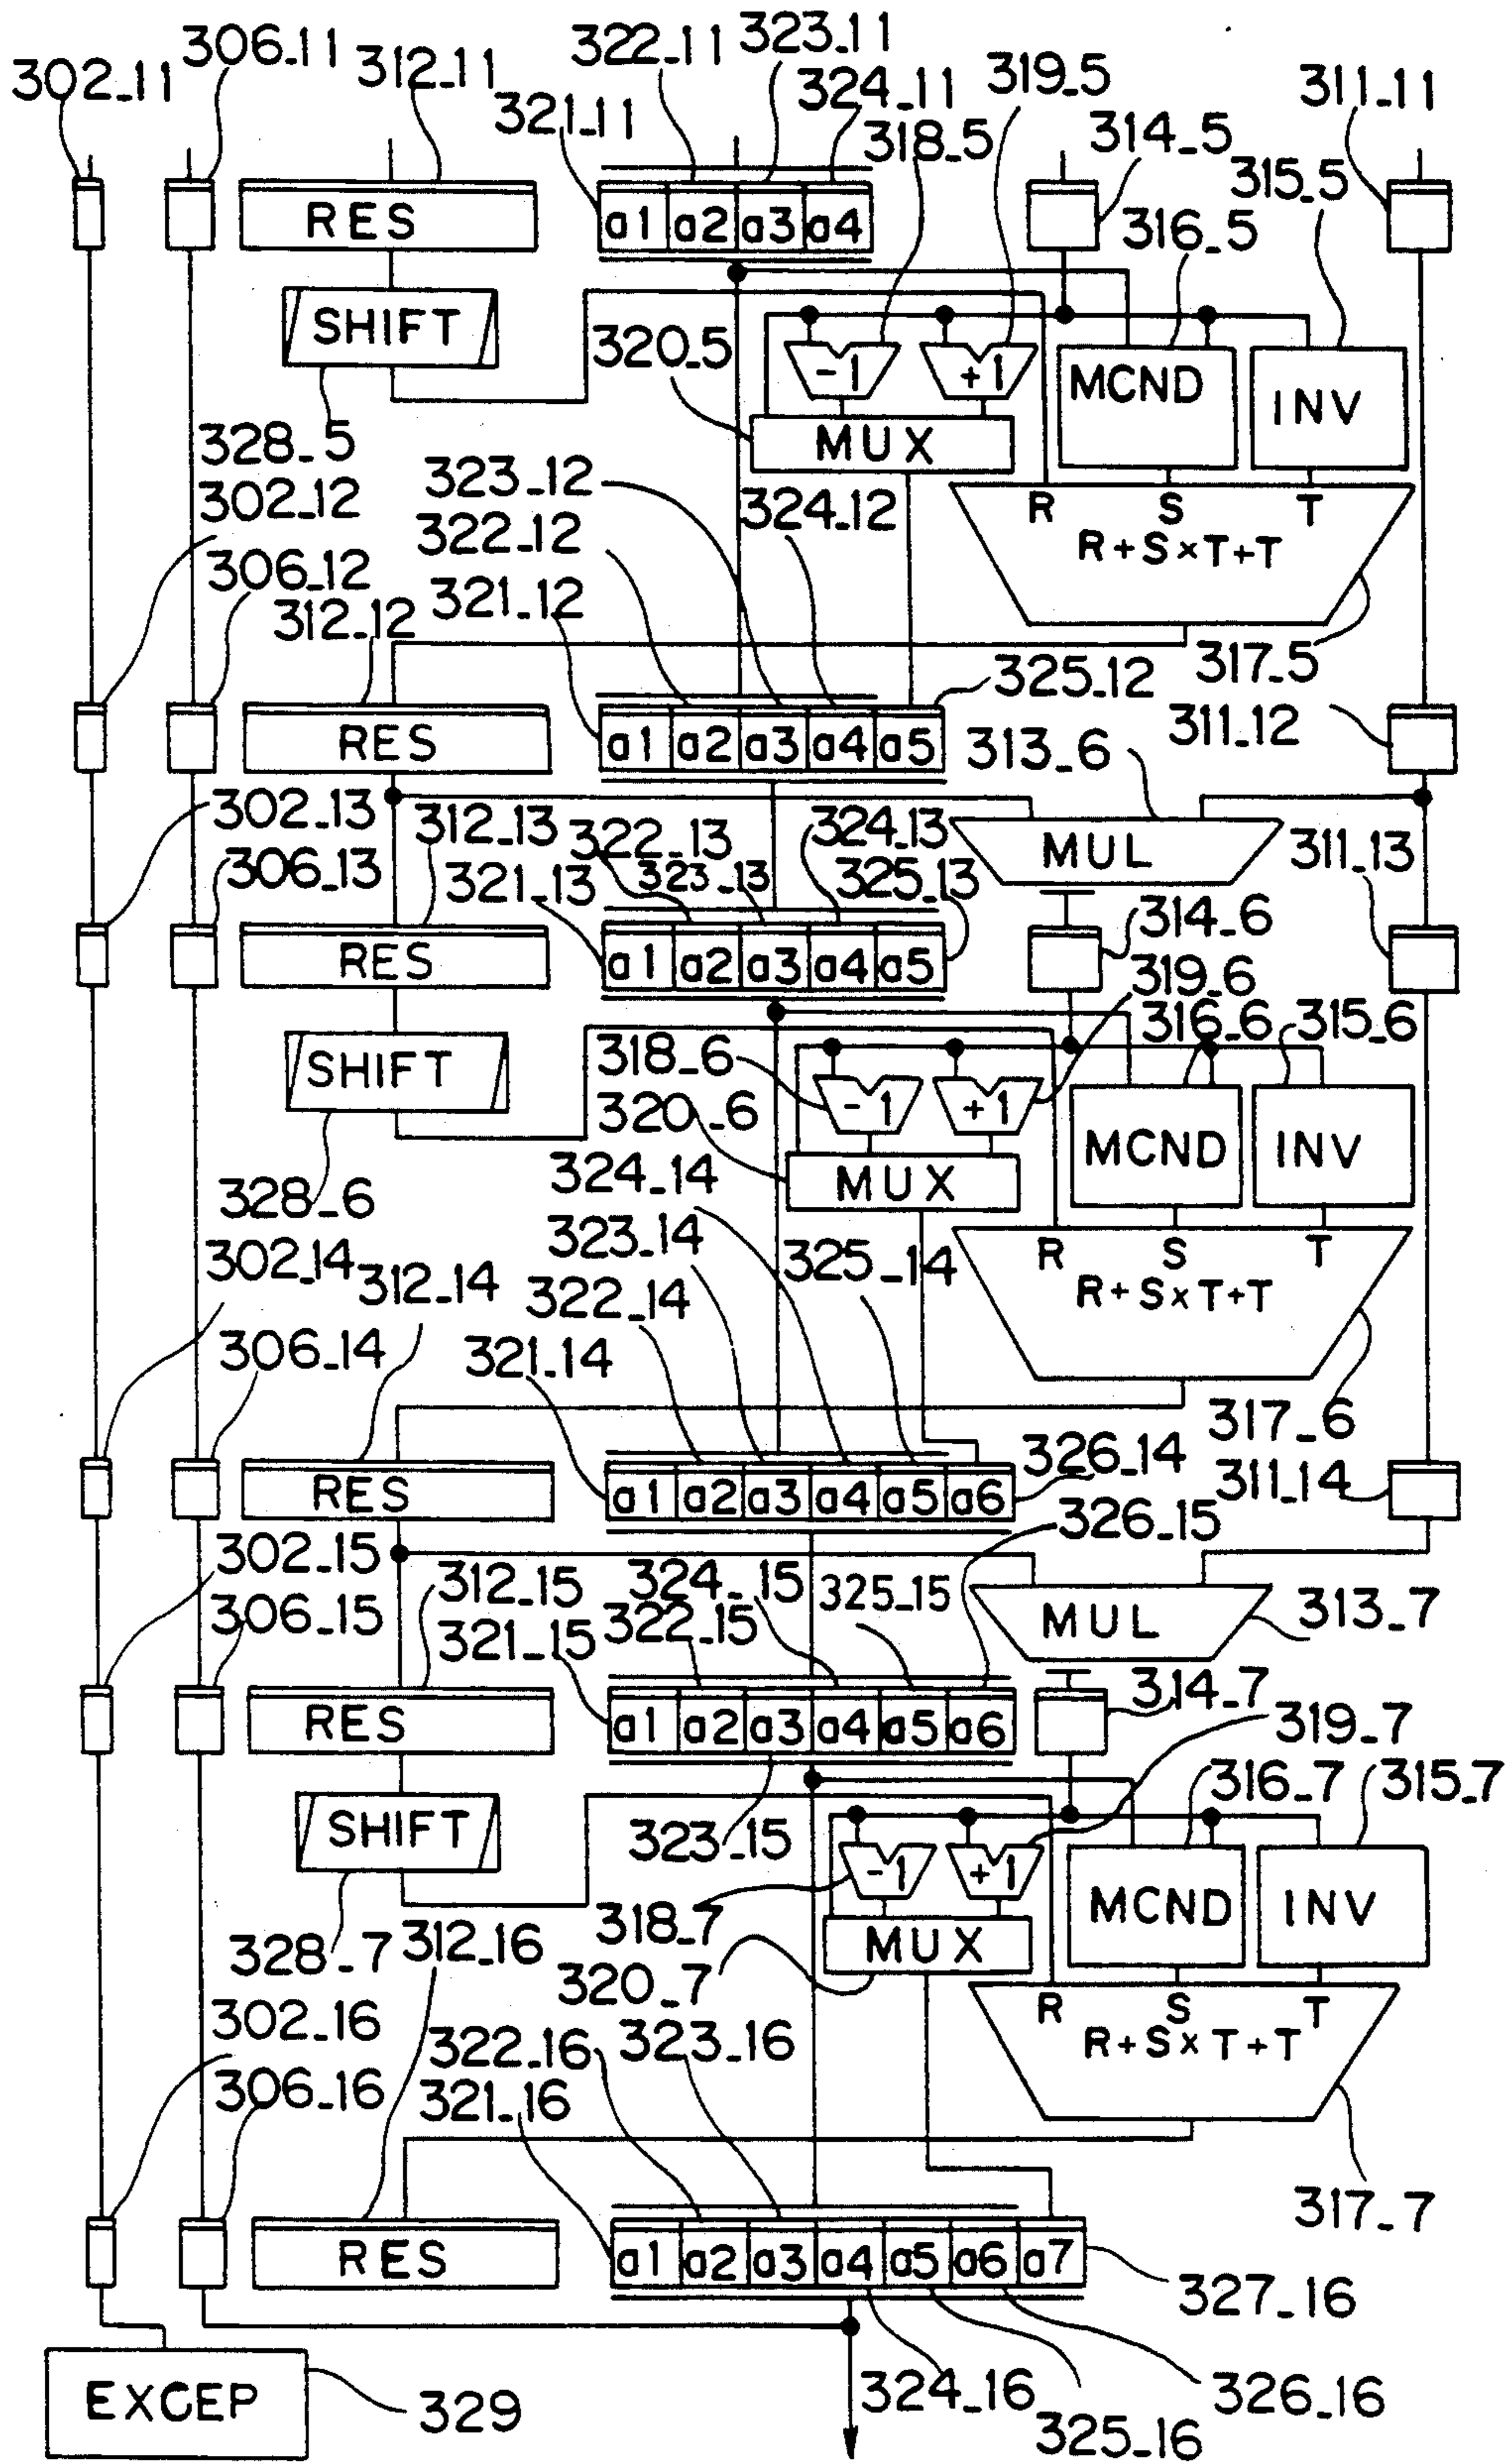 306_11 322_11 323_11
302_11 312_11 324_11 319_5 311_11
321_11 318_5 314_5
315_5
RES a1 a2 a3 a4 316_5
SHIFT
320_5 -1 +1 MCND INV
MUX
328_5
323_12
302_12 324_12 R S T
322_12 R+S×T+T
306_12
312_12 321_12
317_5
325_12
RES a1 a2 a3 a4 a5 313_6 311_12
302_13 312_13 322_13 324_13
306_13 321_13 323_13 325_13 MUL 311_13
314_6
RES a1 a2 a3 a4 a5
319_6
316_6 315_6
SHIFT 318_6 -1 +1
320_6 MCND INV
324_14 MUX
328_6
323_14 R S T
302_14 312_14 322_14 325_14 R+S×T+T
306_14 321_14
317_6
326_14
RES a1 a2 a3 a4 a5 a6 311_14
326_15
302_15 312_15 324_15 325_15
306_15 321_15 322_15 MUL 313_7
314_7
RES a1 a2 a3 a4 a5 a6 319_7
316_7 315_7
SHIFT 323_15 -1 +1
318_7 MCND INV
328_7 312_16 MUX
320_7
302_16 R S T
322_16 323_16 R+S×T+T
306_16 321_16
317_7
RES a1 a2 a3 a4 a5 a6 a7
327_16
EXCEP 329 324_16 326_16
325_16